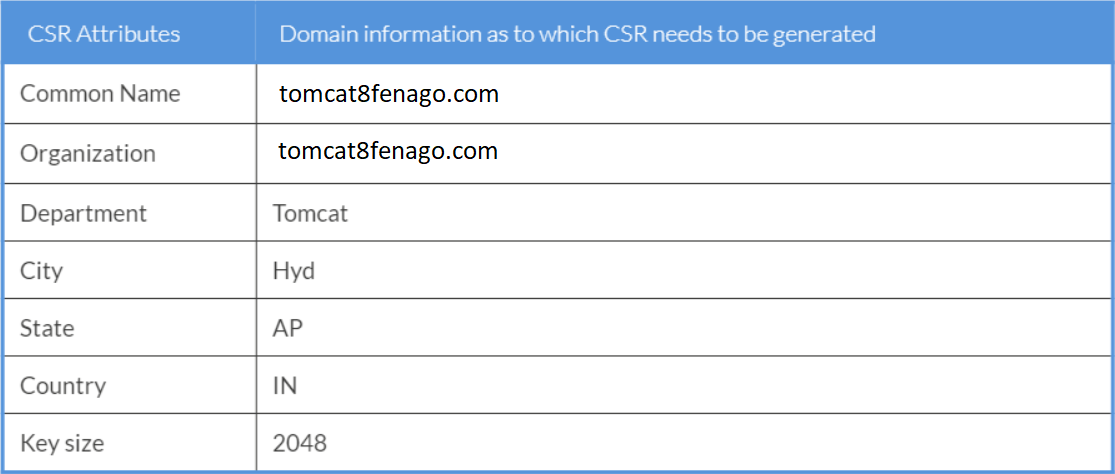 CSR Attributes Domain information as to which CSR needs to be generated
Common Name tomcat8fenago.com
Organization tomcat8fenago.com
Department Tomcat
City Hyd
State AP
Country IN
Key size 2048